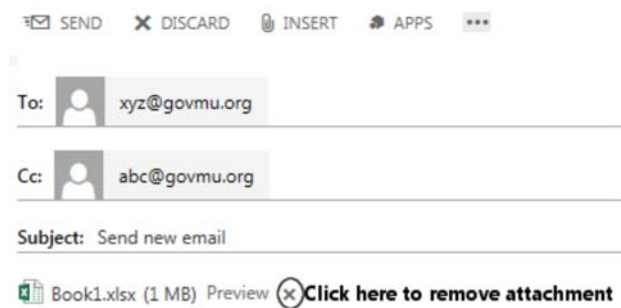 SEND DISCARD INSERT APPS ...
To: xyz@govmu.org
Cc: abc@govmu.org
Subject: Send new email
Book1.xlsx (1 MB) Preview Click here to remove attachment